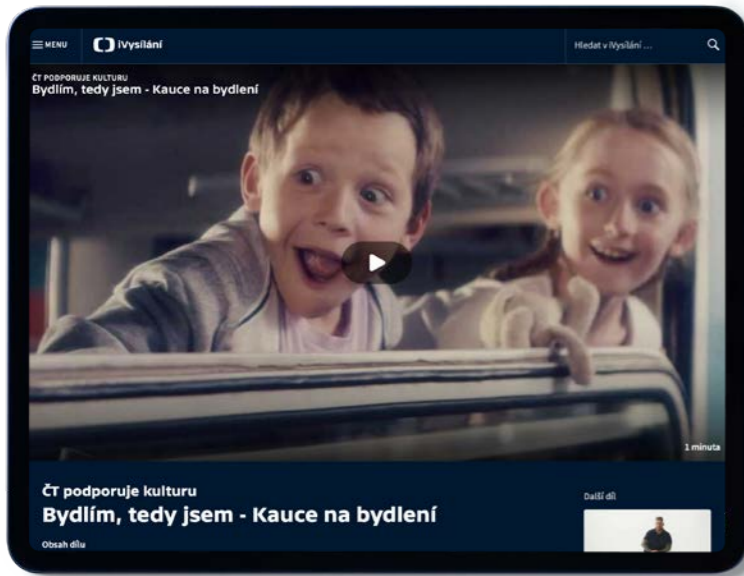 MENU
iVysílání
Hledat v iVysílání ...
ČT PODPORUJE KULTURU
Bydlím, tedy jsem - Kauce na bydlení
1 minuta
ČT podporuje kulturu
Bydlím, tedy jsem - Kauce na bydlení
Další díl
Obsah dílu